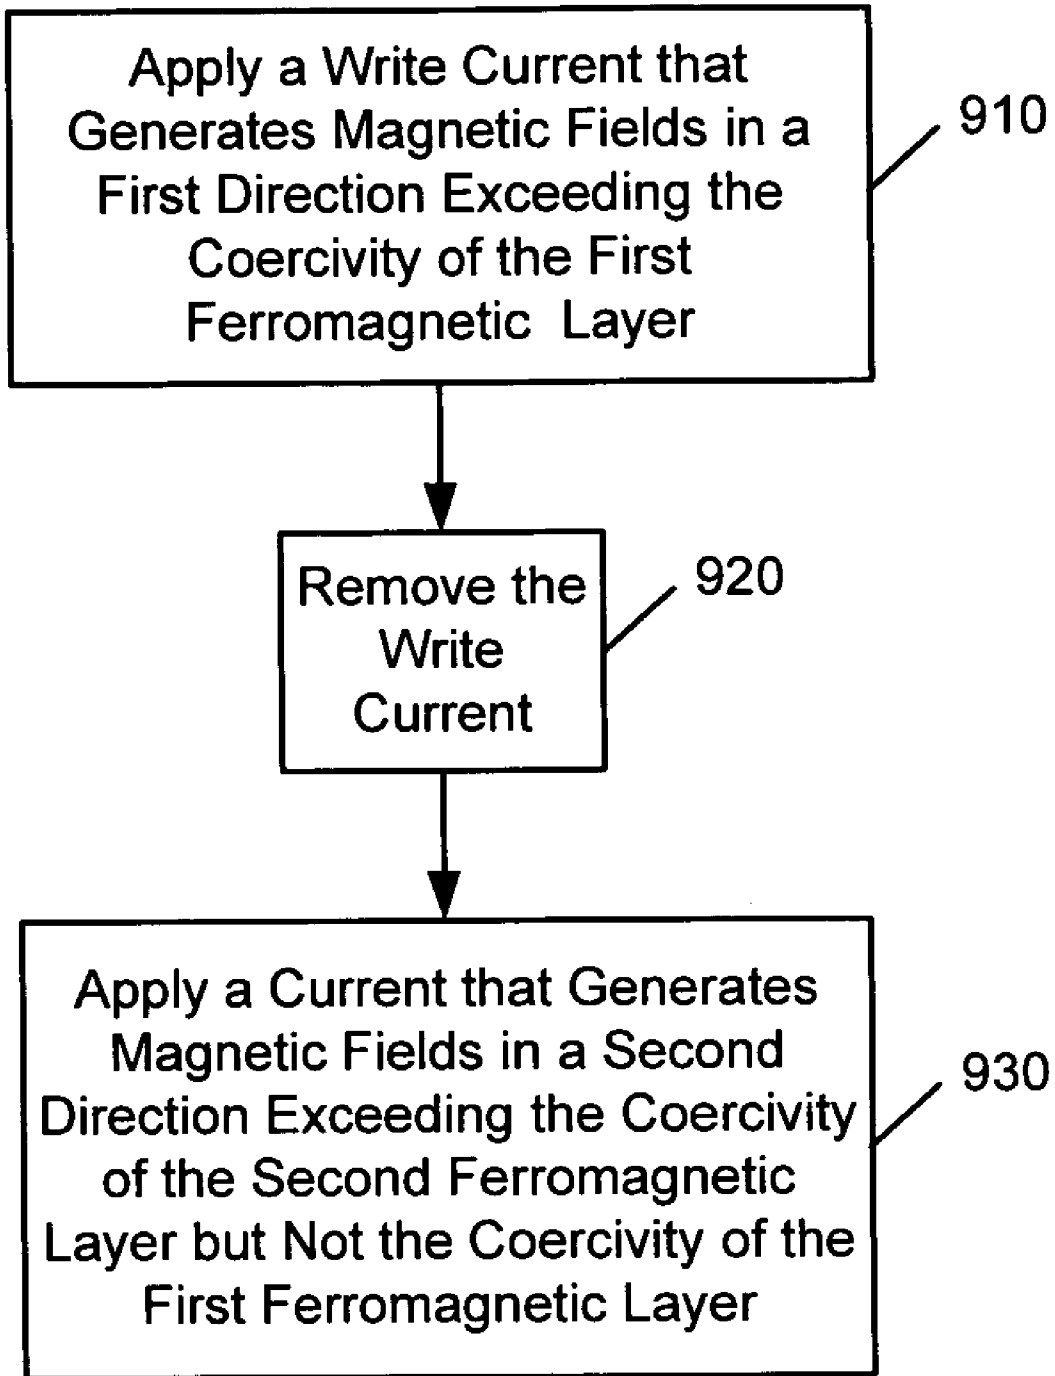 Apply a Write Current that
Generates Magnetic Fields in a
First Direction Exceeding the
Coercivity of the First
Ferromagnetic Layer
910
Remove the
Write
Current
920
Apply a Current that Generates
Magnetic Fields in a Second
Direction Exceeding the Coercivity
of the Second Ferromagnetic
Layer but Not the Coercivity of the
First Ferromagnetic Layer
930